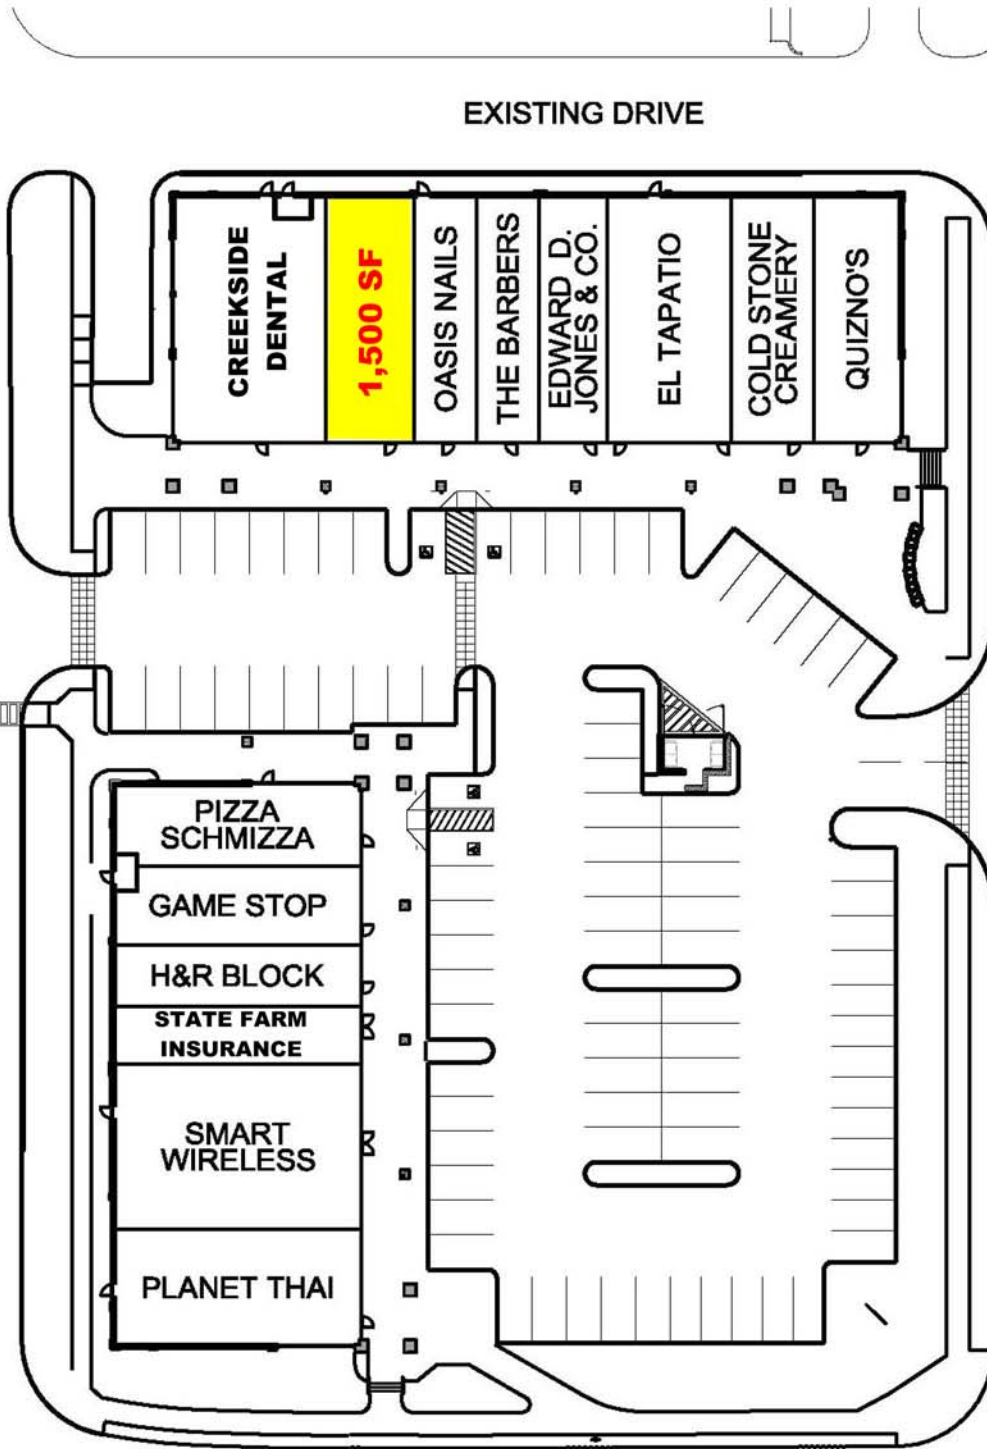 EXISTING DRIVE
CREEKSIDE
DENTAL
1,500 SF
OASIS NAILS
THE BARBERS
EDWARD D.
JONES & CO.
EL TAPATIO
COLD STONE
CREAMERY
QUIZNO'S
PIZZA
SCHMIZZA
GAME STOP
H&R BLOCK
STATE FARM
INSURANCE
SMART
WIRELESS
PLANET THAI